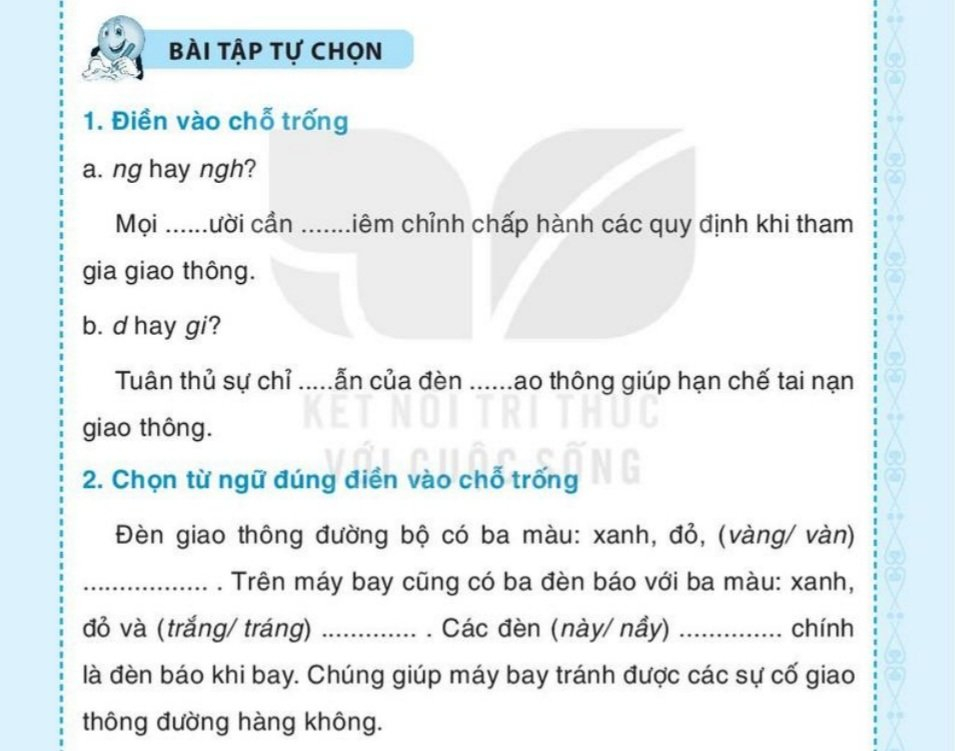 BÀI TẬP TỰ CHỌN
1. Điền vào chỗ trống
a. ng hay ngh?
Mọi ......ười cần .......iêm chỉnh chấp hành các quy định khi tham
gia giao thông.
b. d hay gi?
Tuân thủ sự chỉ .....ẫn của đèn ......ao thông giúp hạn chế tai nạn
giao thông.
KẾT NỐI TRI THỨC
VỚI CUỘC SỐNG
2. Chọn từ ngữ đúng điền vào chỗ trống
Đèn giao thông đường bộ có ba màu: xanh, đỏ, (vàng/ vàn)
................. . Trên máy bay cũng có ba đèn báo với ba màu: xanh,
đỏ và (trắng/ tráng) ............. . Các đèn (này/ nầy) .............. chính
là đèn báo khi bay. Chúng giúp máy bay tránh được các sự cố giao
thông đường hàng không.